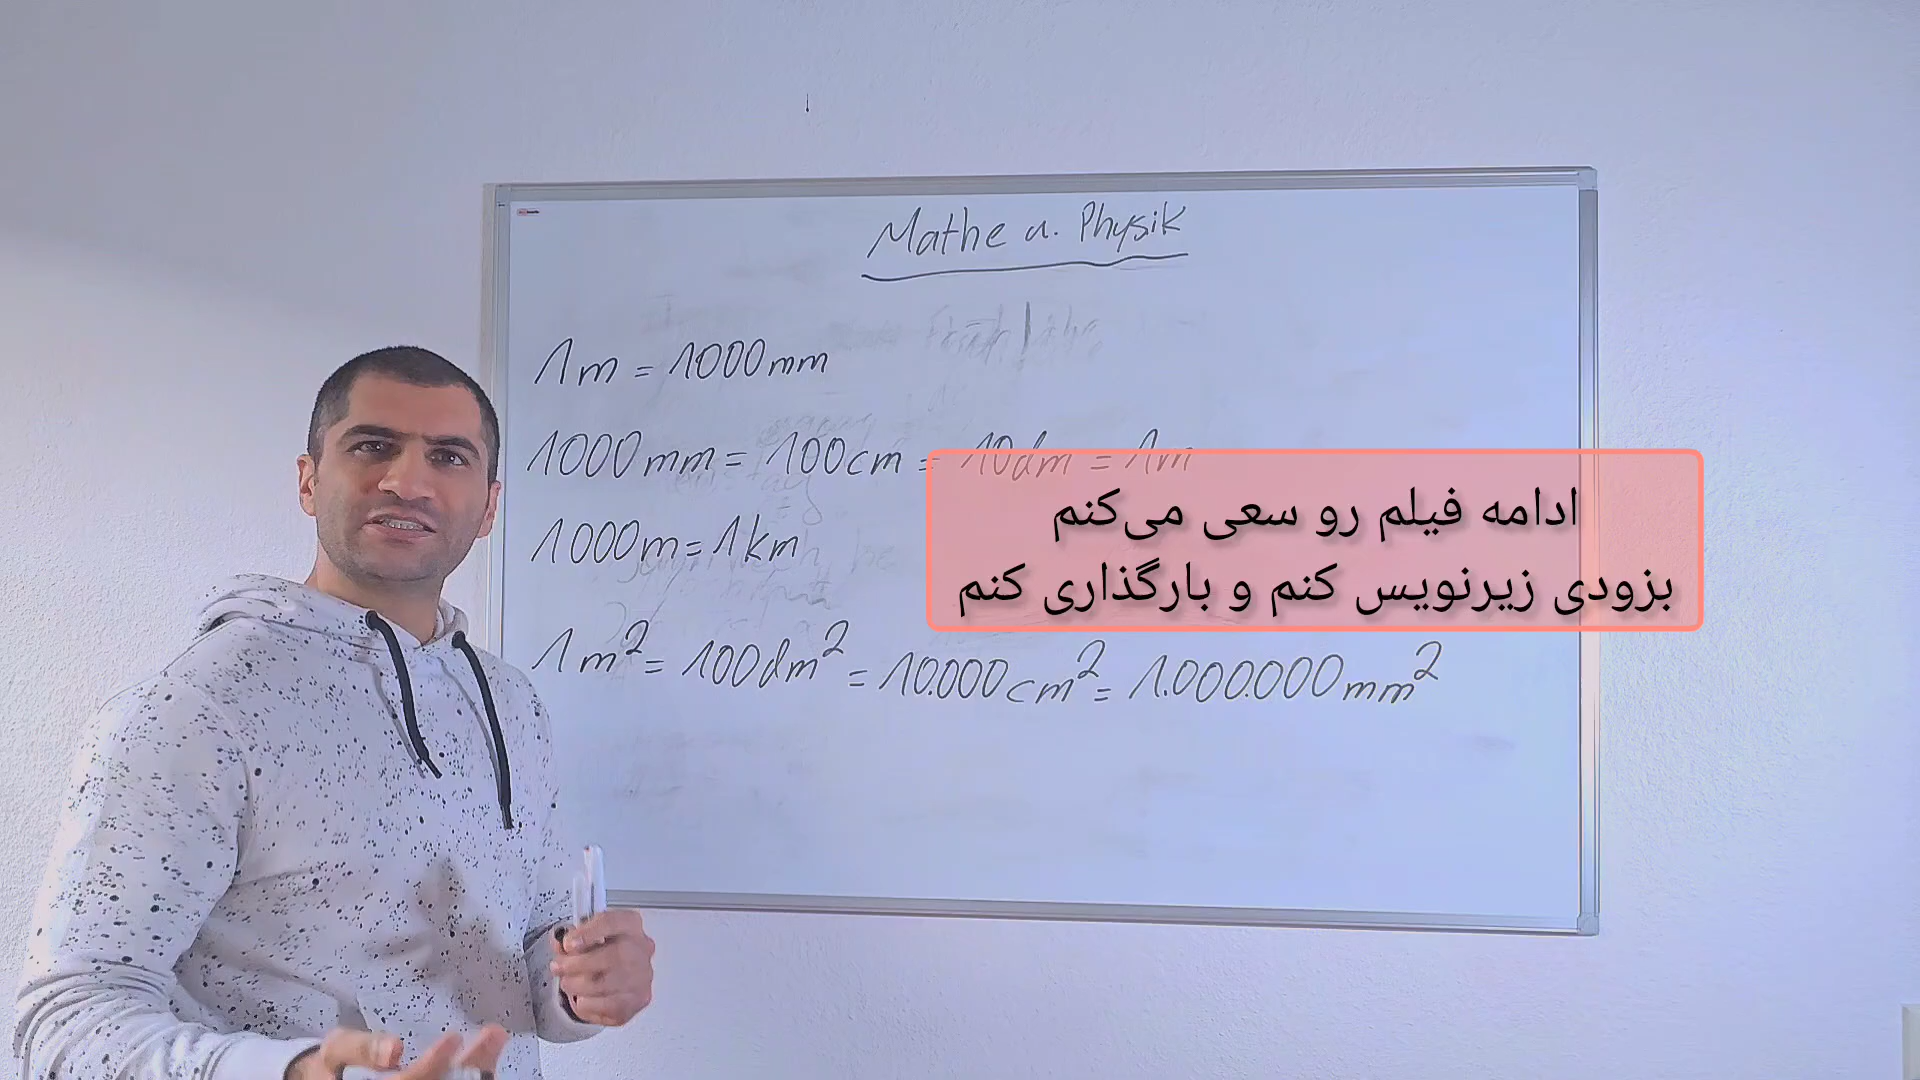 Mathe u. Physik
1m = 1000mm
1000mm = 100cm = 10dm = 1m
ادامه فیلم رو سعی می‌کنم
بزودی زیرنویس کنم و بارگذاری کنم
1000m = 1km
1m² = 100dm² = 10.000cm² = 1.000.000mm²